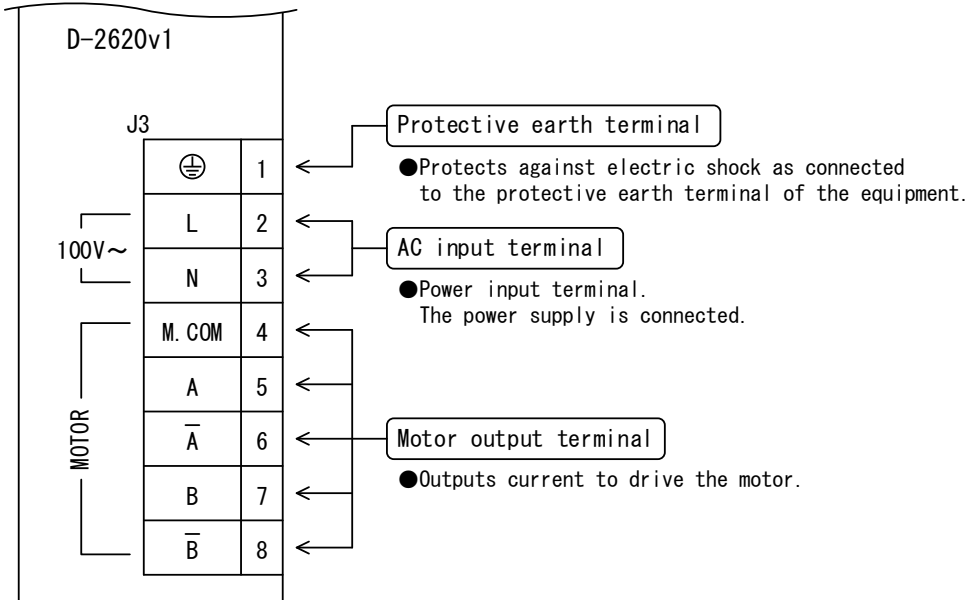 D-2620v1
J3
Protective earth terminal
1
●Protects against electric shock as connected
to the protective earth terminal of the equipment.
L 2
100V~
AC input terminal
N 3
●Power input terminal.
The power supply is connected.
M.COM 4
A 5
MOTOR
A̅ 6
Motor output terminal
●Outputs current to drive the motor.
B 7
B̅ 8